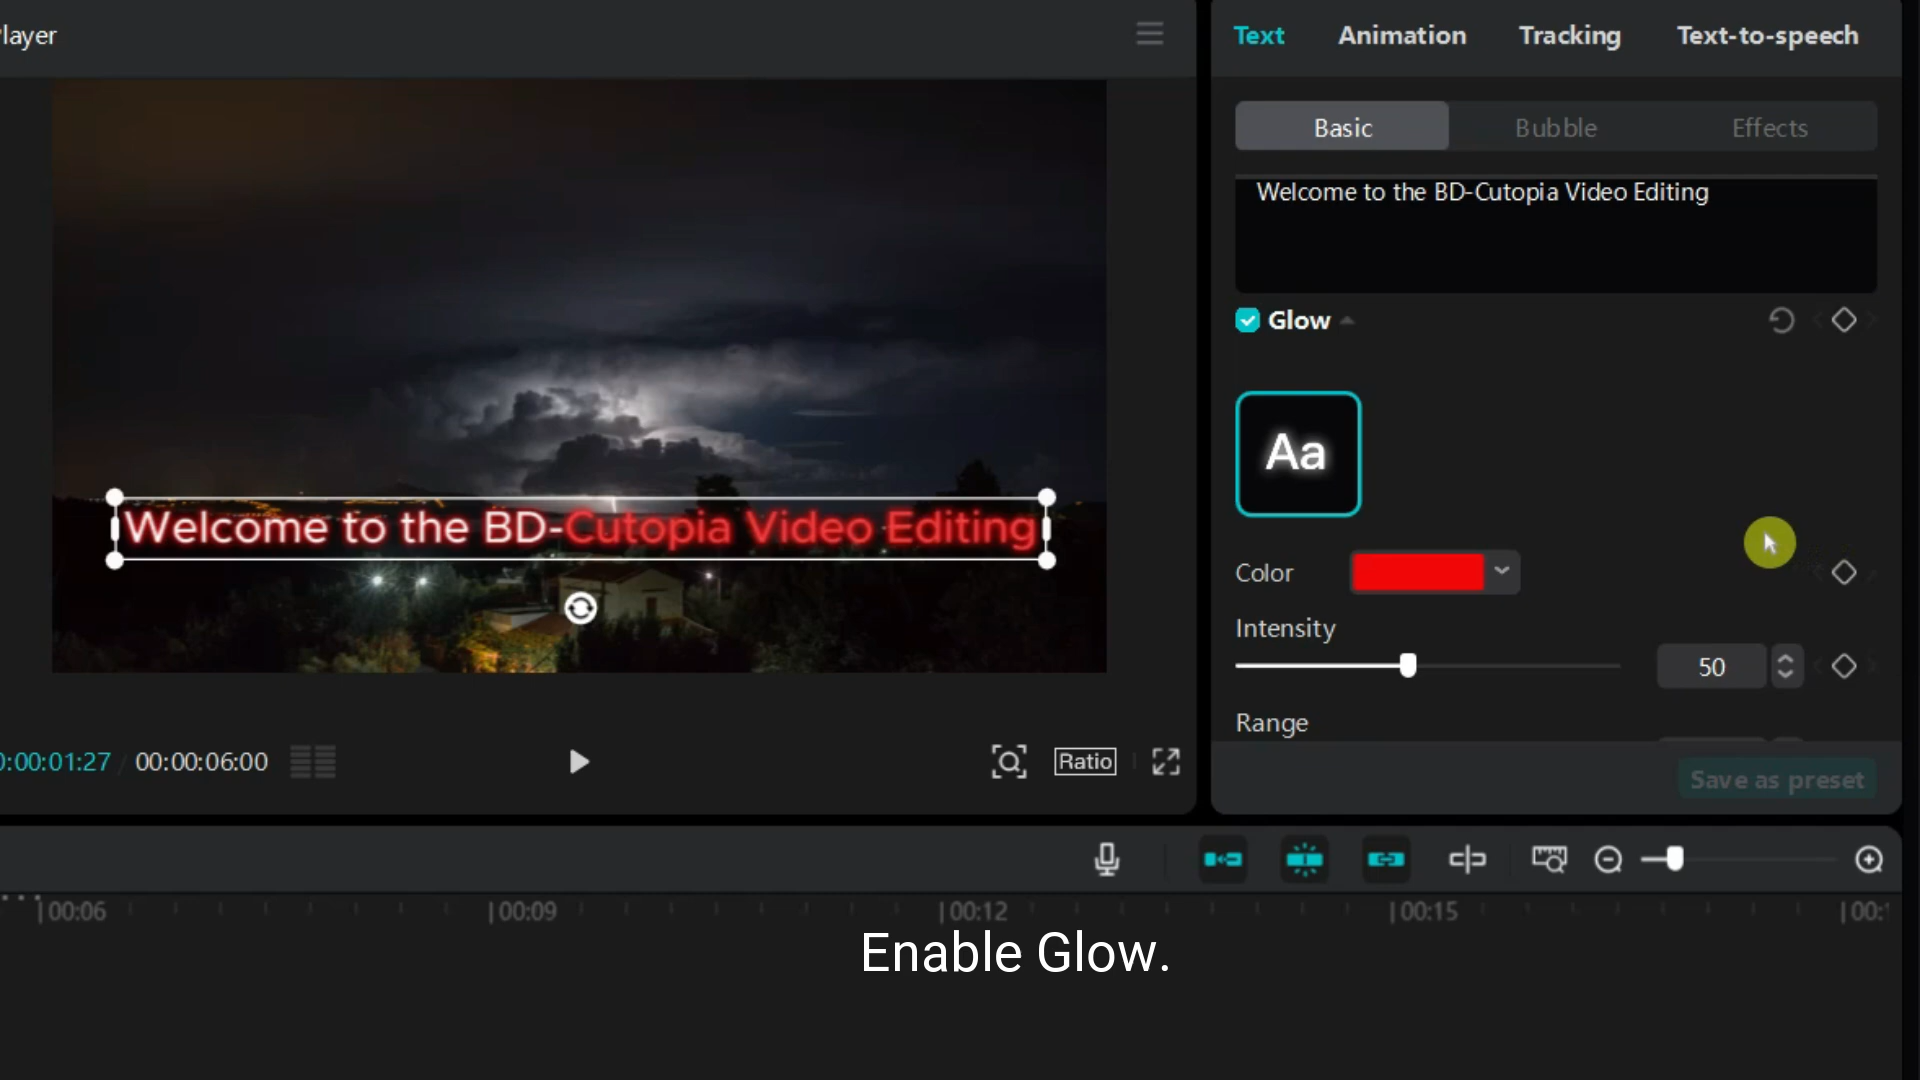 layer
Text Animation Tracking Text-to-speech
Basic Bubble Effects
Welcome to the BD-Cutopia Video Editing
Glow
Aa
Welcome to the BD-Cutopia Video Editing
Color
Intensity
50
Range
0:00:01:27 / 00:00:06:00
Ratio
Save as preset
00:06 00:09 00:12 00:15 00:
Enable Glow.